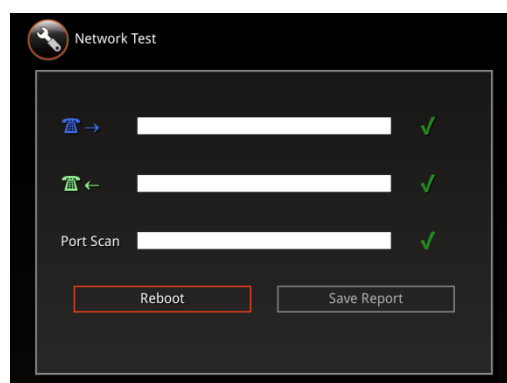 Network Test
☎→
☎←
Port Scan
Reboot
Save Report